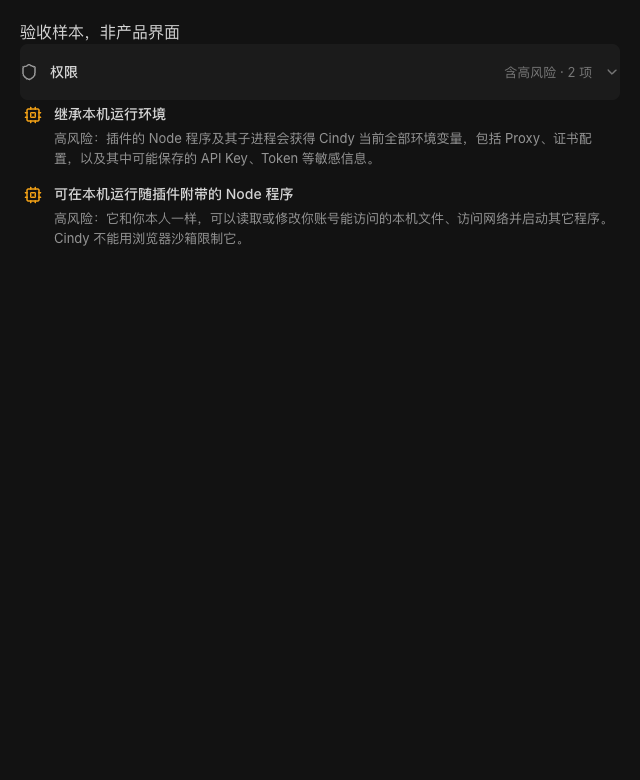 验收样本，非产品界面
权限
含高风险 · 2 项
继承本机运行环境
高风险：插件的 Node 程序及其子进程会获得 Cindy 当前全部环境变量，包括 Proxy、证书配
置，以及其中可能保存的 API Key、Token 等敏感信息。
可在本机运行随插件附带的 Node 程序
高风险：它和你本人一样，可以读取或修改你账号能访问的本机文件、访问网络并启动其它程序。
Cindy 不能用浏览器沙箱限制它。